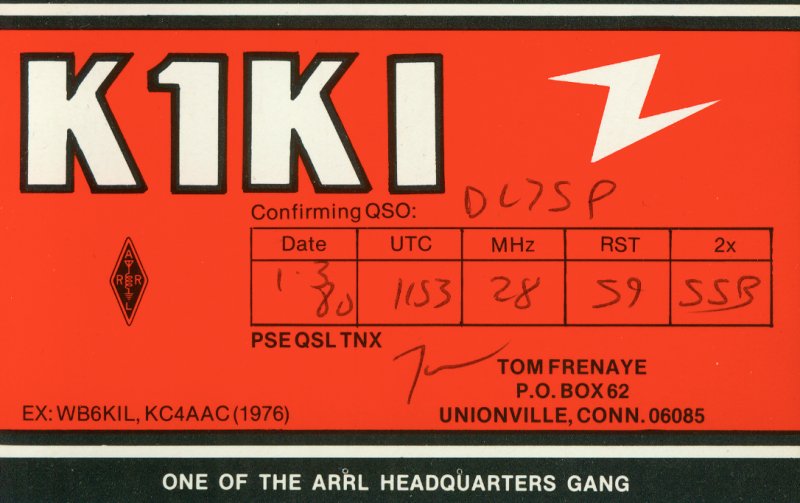 K1KI
Confirming QSO: DL7SP
Date UTC MHz RST 2x
1·3 80 1153 28 59 SSB
A
R R
L
PSE QSL TNX
TOM FRENAYE
P.O. BOX 62
EX: WB6KIL, KC4AAC (1976) UNIONVILLE, CONN. 06085
ONE OF THE ARRL HEADQUARTERS GANG